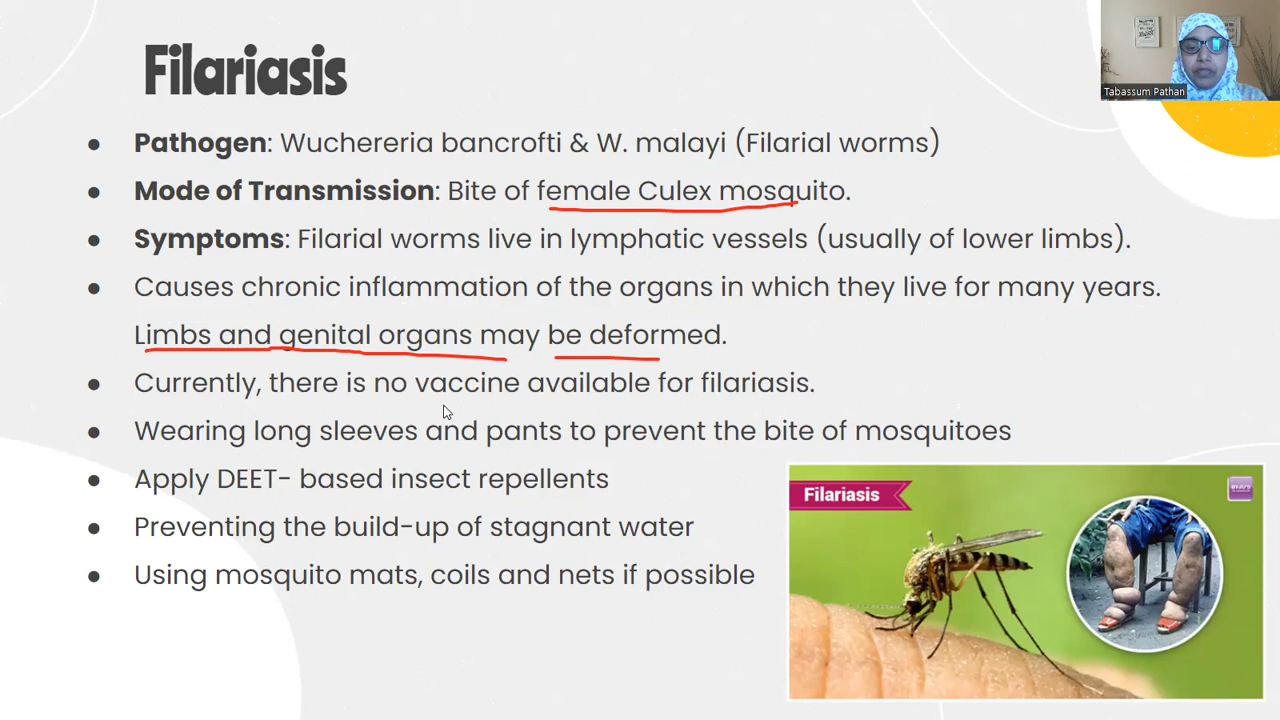 Filariasis
Tabassum Pathan
● Pathogen: Wuchereria bancrofti & W. malayi (Filarial worms)
● Mode of Transmission: Bite of female Culex mosquito.
● Symptoms: Filarial worms live in lymphatic vessels (usually of lower limbs).
● Causes chronic inflammation of the organs in which they live for many years.
Limbs and genital organs may be deformed.
● Currently, there is no vaccine available for filariasis.
● Wearing long sleeves and pants to prevent the bite of mosquitoes
● Apply DEET- based insect repellents
● Preventing the build-up of stagnant water
● Using mosquito mats, coils and nets if possible
Filariasis
BYJU'S